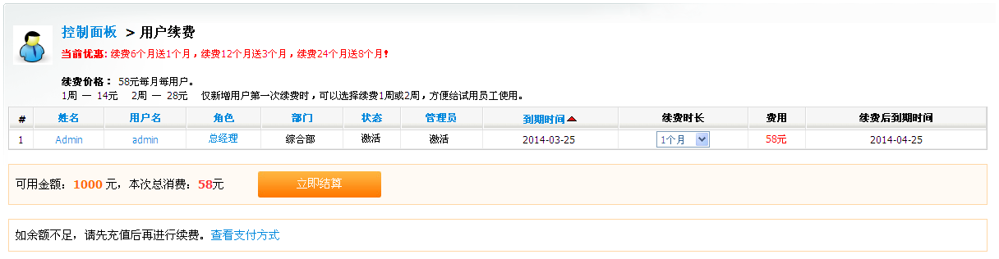 控制面板 > 用户续费
当前优惠: 续费6个月送1个月，续费12个月送3个月，续费24个月送8个月!
续费价格： 58元每月每用户。
1周 — 14元 2周 — 28元 仅新增用户第一次续费时，可以选择续费1周或2周，方便给试用员工使用。
# 姓名 用户名 角色 部门 状态 管理员 到期时间 续费时长 费用 续费后到期时间
1 Admin admin 总经理 综合部 激活 激活 2014-03-25 1个月 58元 2014-04-25
可用金额：1000 元，本次总消费：58元 立即结算
如余额不足，请先充值后再进行续费。查看支付方式